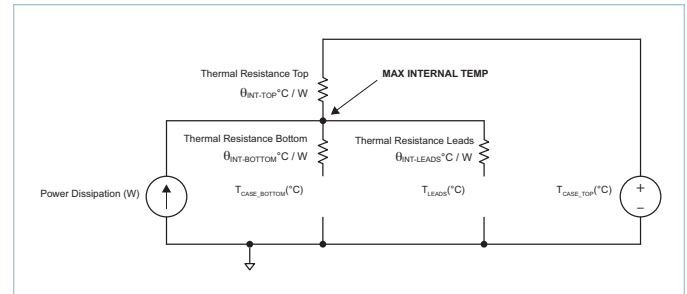 Thermal Resistance Top
θINT-TOP°C / W
MAX INTERNAL TEMP
Thermal Resistance Bottom
θINT-BOTTOM°C / W
Thermal Resistance Leads
θINT-LEADS°C / W
Power Dissipation (W)
TCASE_BOTTOM(°C)
TLEADS(°C)
TCASE_TOP(°C)
+
–